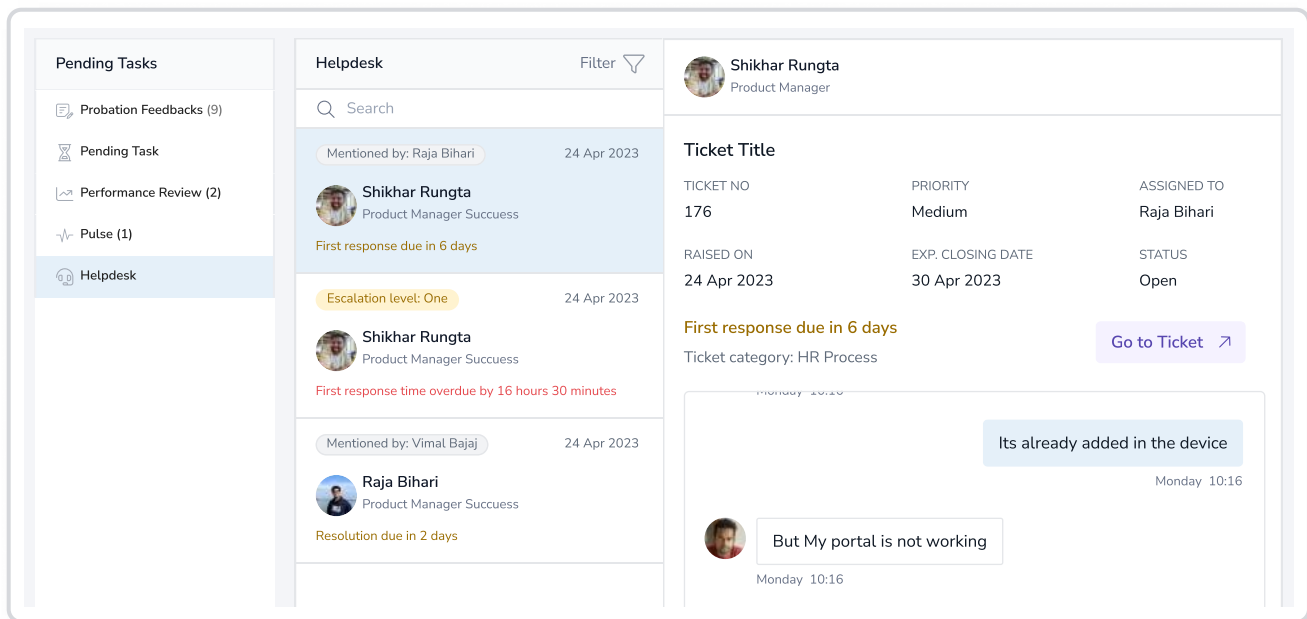 Pending Tasks
Probation Feedbacks (9)
Pending Task
Performance Review (2)
Pulse (1)
Helpdesk
Helpdesk
Filter
Search
Mentioned by: Raja Bihari
24 Apr 2023
Shikhar Rungta
Product Manager Succuess
First response due in 6 days
Escalation level: One
24 Apr 2023
Shikhar Rungta
Product Manager Succuess
First response time overdue by 16 hours 30 minutes
Mentioned by: Vimal Bajaj
24 Apr 2023
Raja Bihari
Product Manager Succuess
Resolution due in 2 days
Shikhar Rungta
Product Manager
Ticket Title
TICKET NO
PRIORITY
ASSIGNED TO
176
Medium
Raja Bihari
RAISED ON
EXP. CLOSING DATE
STATUS
24 Apr 2023
30 Apr 2023
Open
First response due in 6 days
Ticket category: HR Process
Go to Ticket
Monday 10:16
Its already added in the device
Monday 10:16
But My portal is not working
Monday 10:16